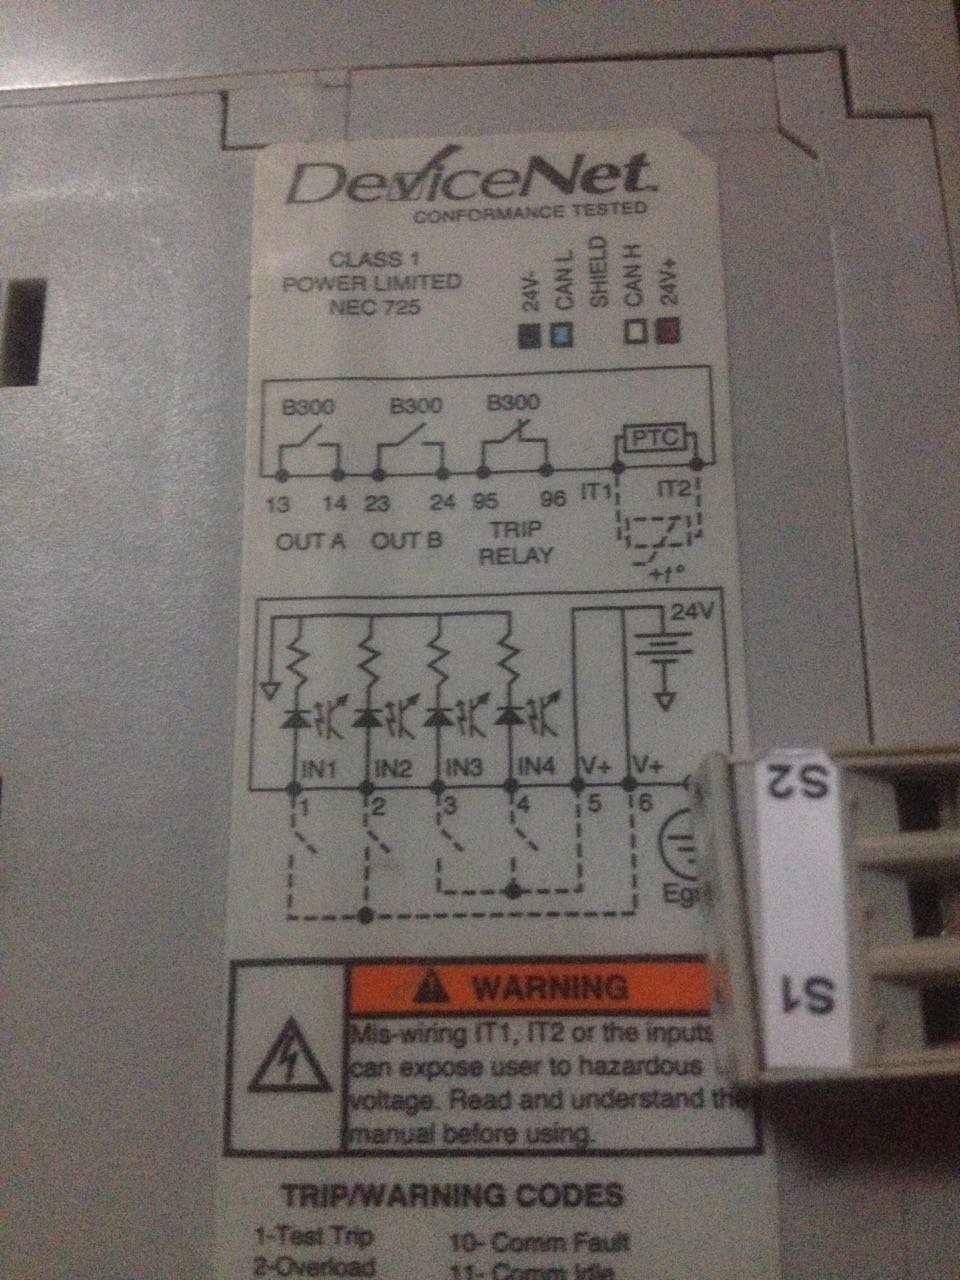 DeviceNet
CONFORMANCE TESTED
CLASS 1
POWER LIMITED
NEC 725
24V-
CAN L
SHIELD
CAN H
24V+
B300 B300 B300 PTC
13 14 23 24 95 96 IT1 IT2
OUT A OUT B TRIP
RELAY
+t°
24V
IN1 IN2 IN3 IN4 V+ V+
1 2 3 4 5 6
S2
S1
WARNING
Mis-wiring IT1, IT2 or the inputs
can expose user to hazardous
voltage. Read and understand the
manual before using.
TRIP/WARNING CODES
1-Test Trip 10- Comm Fault
2-Overload 11- Comm Idle